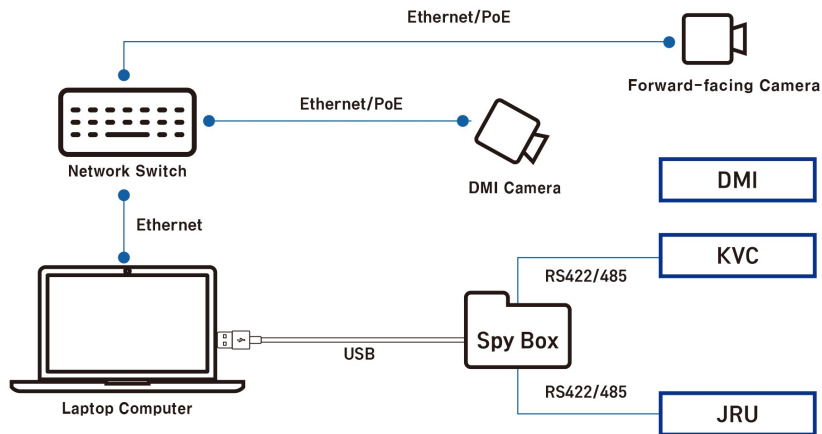 Ethernet/PoE
Forward-facing Camera
Ethernet/PoE
Network Switch
DMI Camera
DMI
Ethernet
KVC
RS422/485
Spy Box
USB
RS422/485
Laptop Computer
JRU